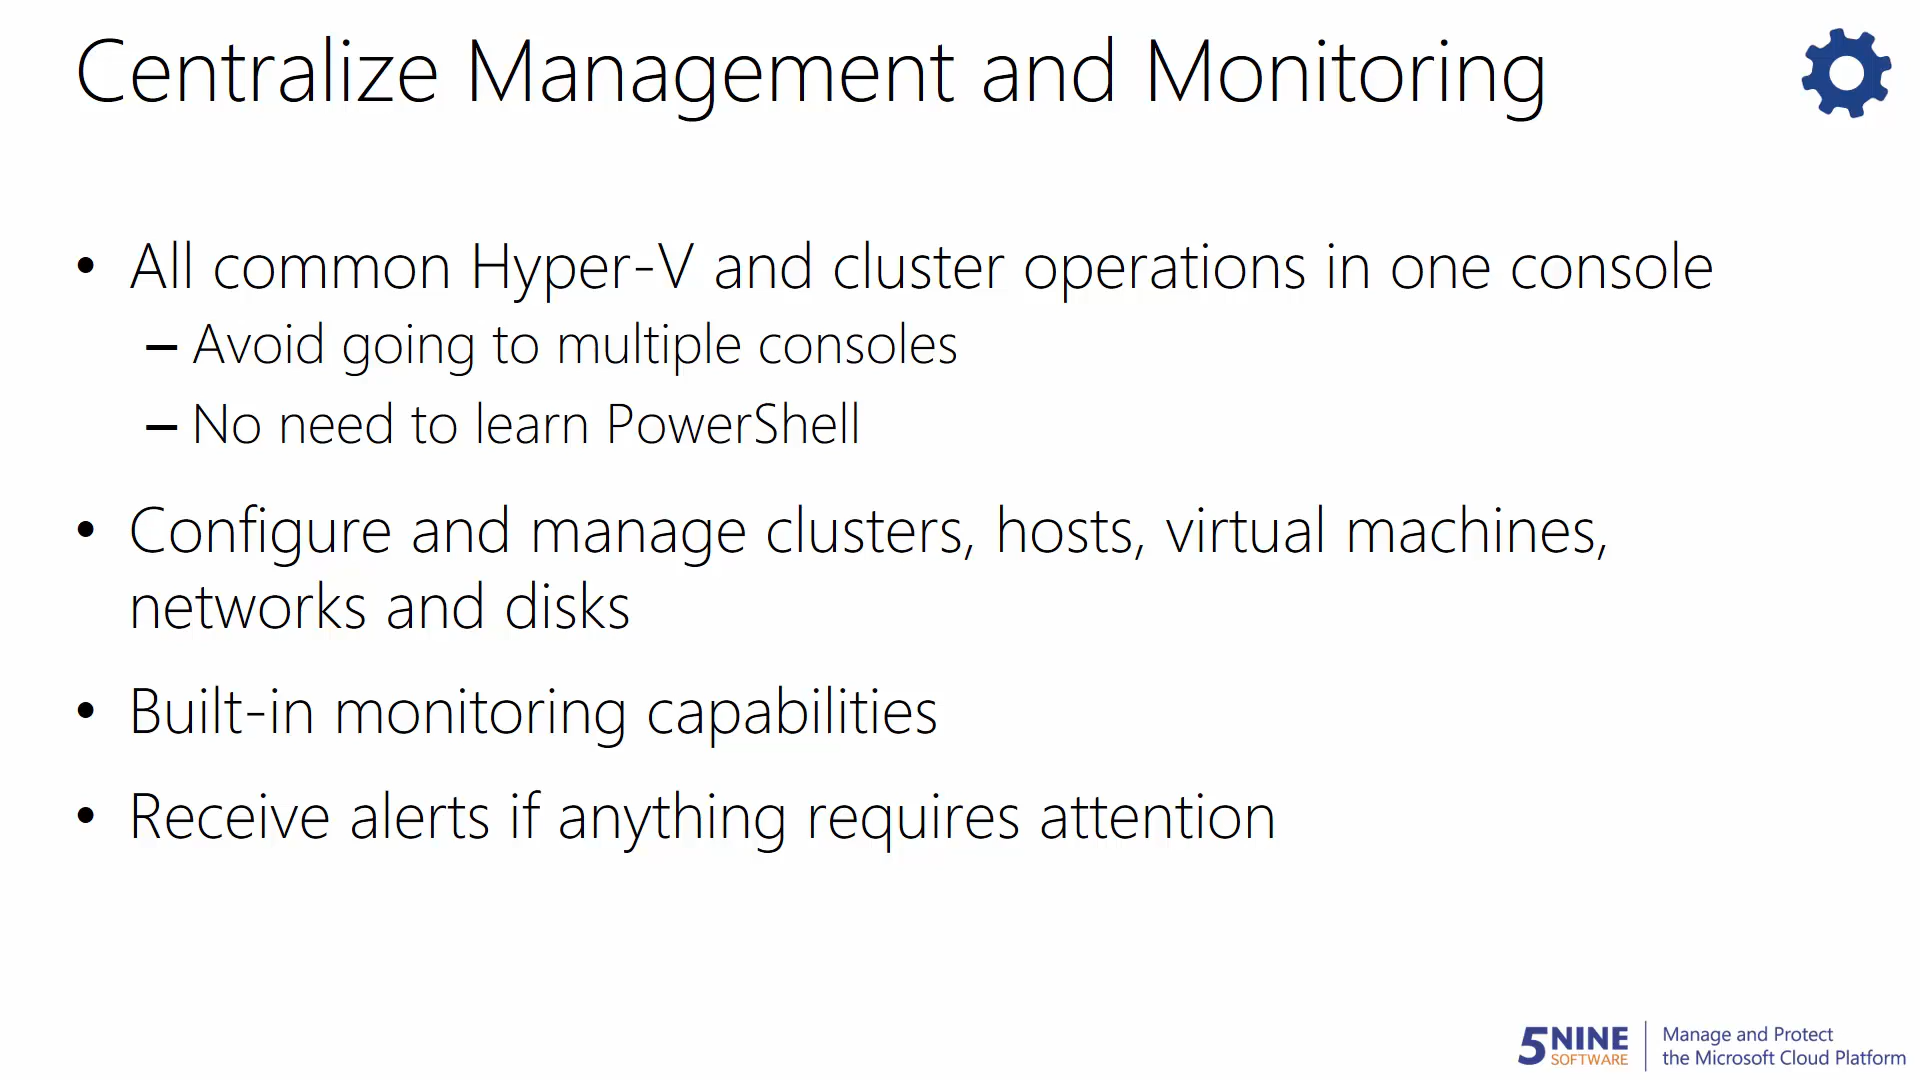 Centralize Management and Monitoring
• All common Hyper-V and cluster operations in one console
– Avoid going to multiple consoles
– No need to learn PowerShell
• Configure and manage clusters, hosts, virtual machines,
networks and disks
• Built-in monitoring capabilities
• Receive alerts if anything requires attention
5NINE
SOFTWARE
Manage and Protect
the Microsoft Cloud Platform